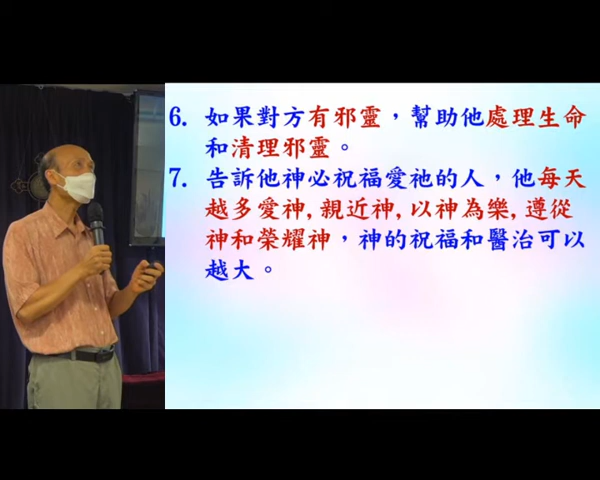 6. 如果對方有邪靈，幫助他處理生命
和清理邪靈。
7. 告訴他神必祝福愛祂的人，他每天
越多愛神,親近神,以神為樂,遵從
神和榮耀神，神的祝福和醫治可以
越大。